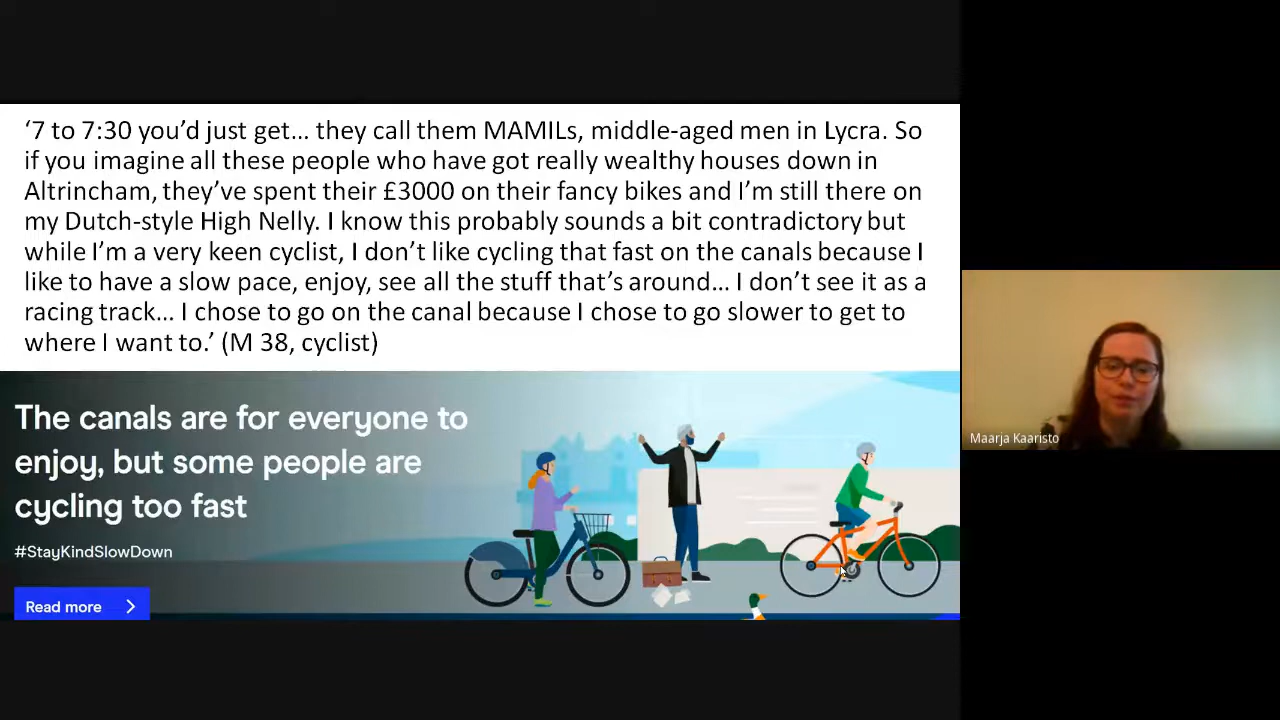 ‘7 to 7:30 you’d just get… they call them MAMILs, middle-aged men in Lycra. So
if you imagine all these people who have got really wealthy houses down in
Altrincham, they’ve spent their £3000 on their fancy bikes and I’m still there on
my Dutch-style High Nelly. I know this probably sounds a bit contradictory but
while I’m a very keen cyclist, I don’t like cycling that fast on the canals because I
like to have a slow pace, enjoy, see all the stuff that’s around… I don’t see it as a
racing track… I chose to go on the canal because I chose to go slower to get to
where I want to.’ (M 38, cyclist)
The canals are for everyone to
enjoy, but some people are
cycling too fast
#StayKindSlowDown
Read more
Maarja Kaaristo